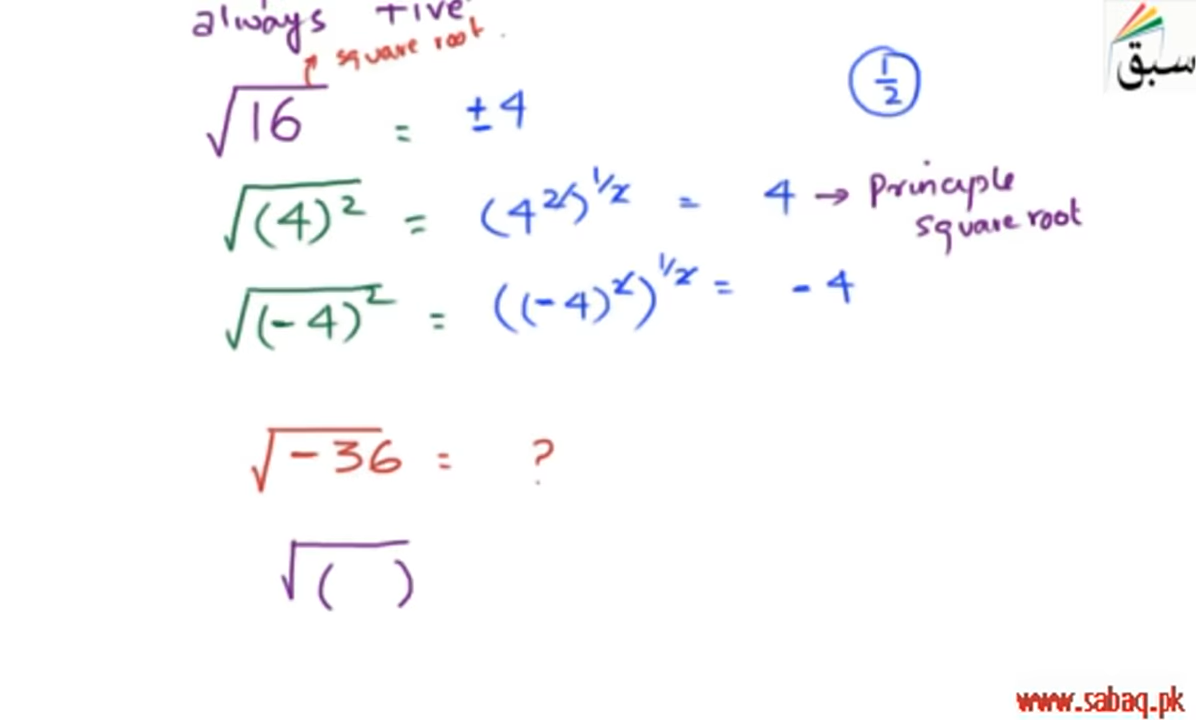 always +ive
square root
√16 = ±4
1/2
سبق
√(4)² = (4²)^1/2 = 4 → Principle
square root
√(-4)² = ((-4)²)^1/2 = -4
√-36 = ?
√( )
www.sabaq.pk